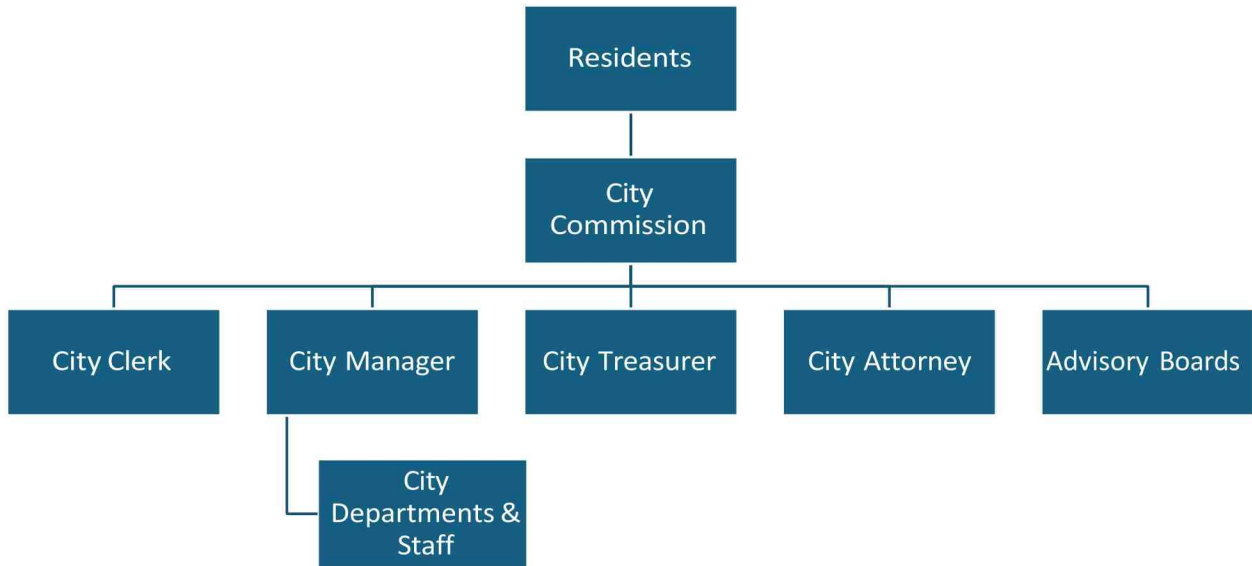 Residents
City
Commission
City Clerk
City Manager
City Treasurer
City Attorney
Advisory Boards
City
Departments &
Staff